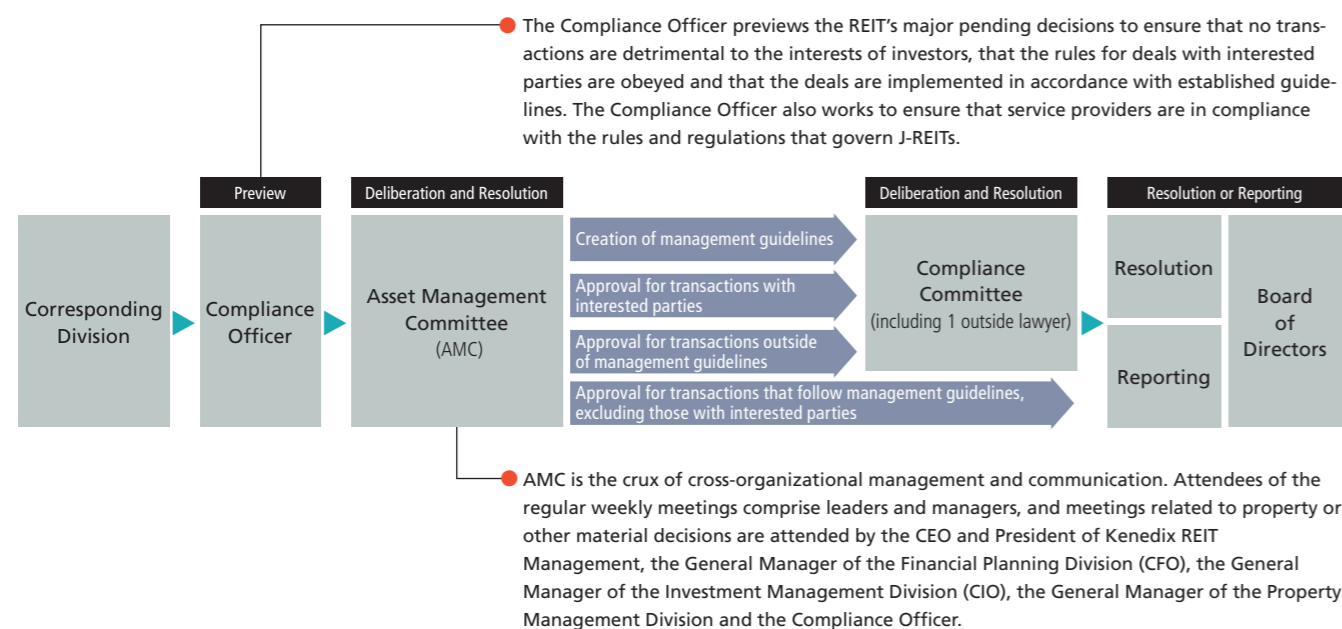 The Compliance Officer previews the REIT's major pending decisions to ensure that no trans-
actions are detrimental to the interests of investors, that the rules for deals with interested
parties are obeyed and that the deals are implemented in accordance with established guide-
lines. The Compliance Officer also works to ensure that service providers are in compliance
with the rules and regulations that govern J-REITs.
Preview
Deliberation and Resolution
Deliberation and Resolution
Resolution or Reporting
Corresponding
Division
Compliance
Officer
Asset Management
Committee
(AMC)
Creation of management guidelines
Approval for transactions with
interested parties
Approval for transactions outside
of management guidelines
Approval for transactions that follow management guidelines,
excluding those with interested parties
Compliance
Committee
(including 1 outside lawyer)
Resolution
Reporting
Board
of
Directors
AMC is the crux of cross-organizational management and communication. Attendees of the
regular weekly meetings comprise leaders and managers, and meetings related to property or
other material decisions are attended by the CEO and President of Kenedix REIT
Management, the General Manager of the Financial Planning Division (CFO), the General
Manager of the Investment Management Division (CIO), the General Manager of the Property
Management Division and the Compliance Officer.